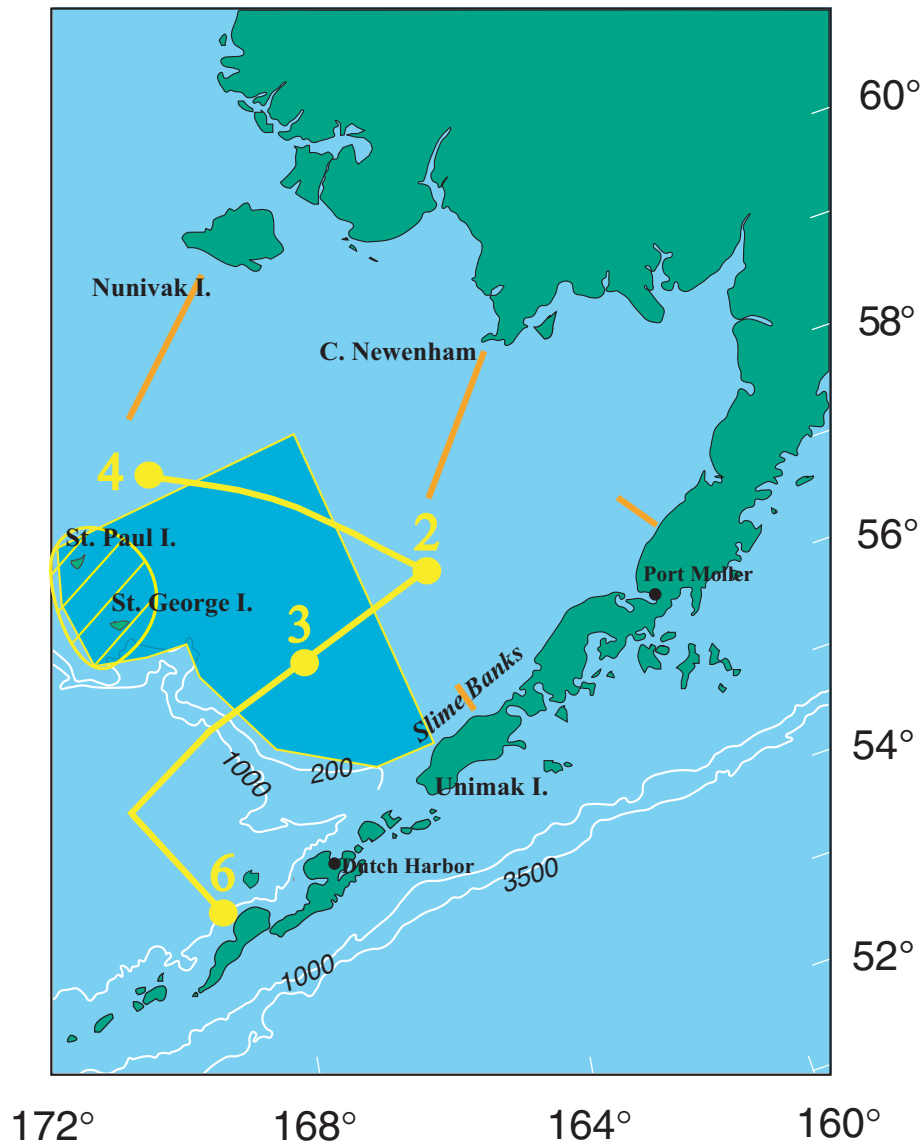 60°
Nunivak I.
58°
C. Newenham
4
2
56°
St. Paul I.
Port Moller
St. George I.
3
Slime Banks
54°
1000
200
Unimak I.
6
Dutch Harbor
3500
1000
52°
172°
168°
164°
160°